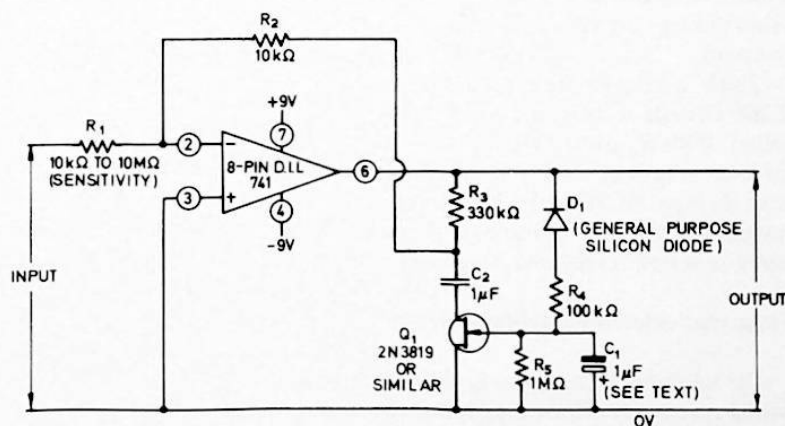 R2
10kΩ
+9V
R1
10kΩ TO 10MΩ
(SENSITIVITY)
2
−
7
8-PIN D.I.L
741
6
3
+
4
-9V
R3
330kΩ
D1
(GENERAL PURPOSE
SILICON DIODE)
INPUT
C2
1µF
R4
100kΩ
OUTPUT
Q1
2N3819
OR
SIMILAR
R5
1MΩ
C1
1µF
+
(SEE TEXT)
0V